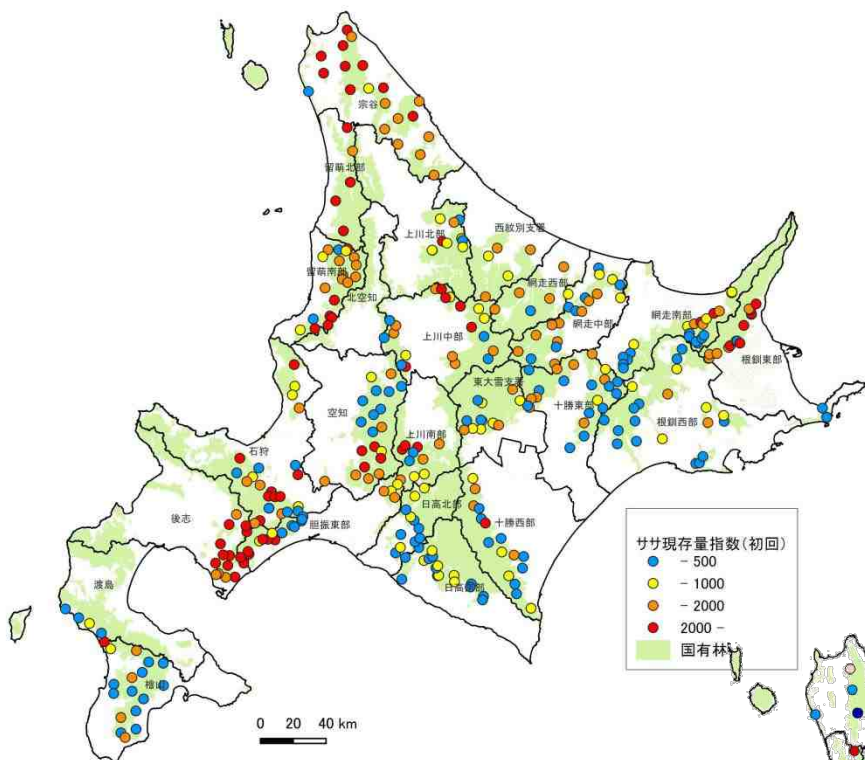 宗谷
留萌北部
上川北部
西紋別支署
留萌南部
網走西部
北空知
網走中部
網走南部
上川中部
根釧東部
東大雪支署
空知
十勝東部
根釧西部
上川南部
石狩
後志
日高北部
胆振東部
十勝西部
渡島
日高南部
檜山
ササ現存量指数(初回)
- 500
- 1000
- 2000
2000 -
国有林
0 20 40 km